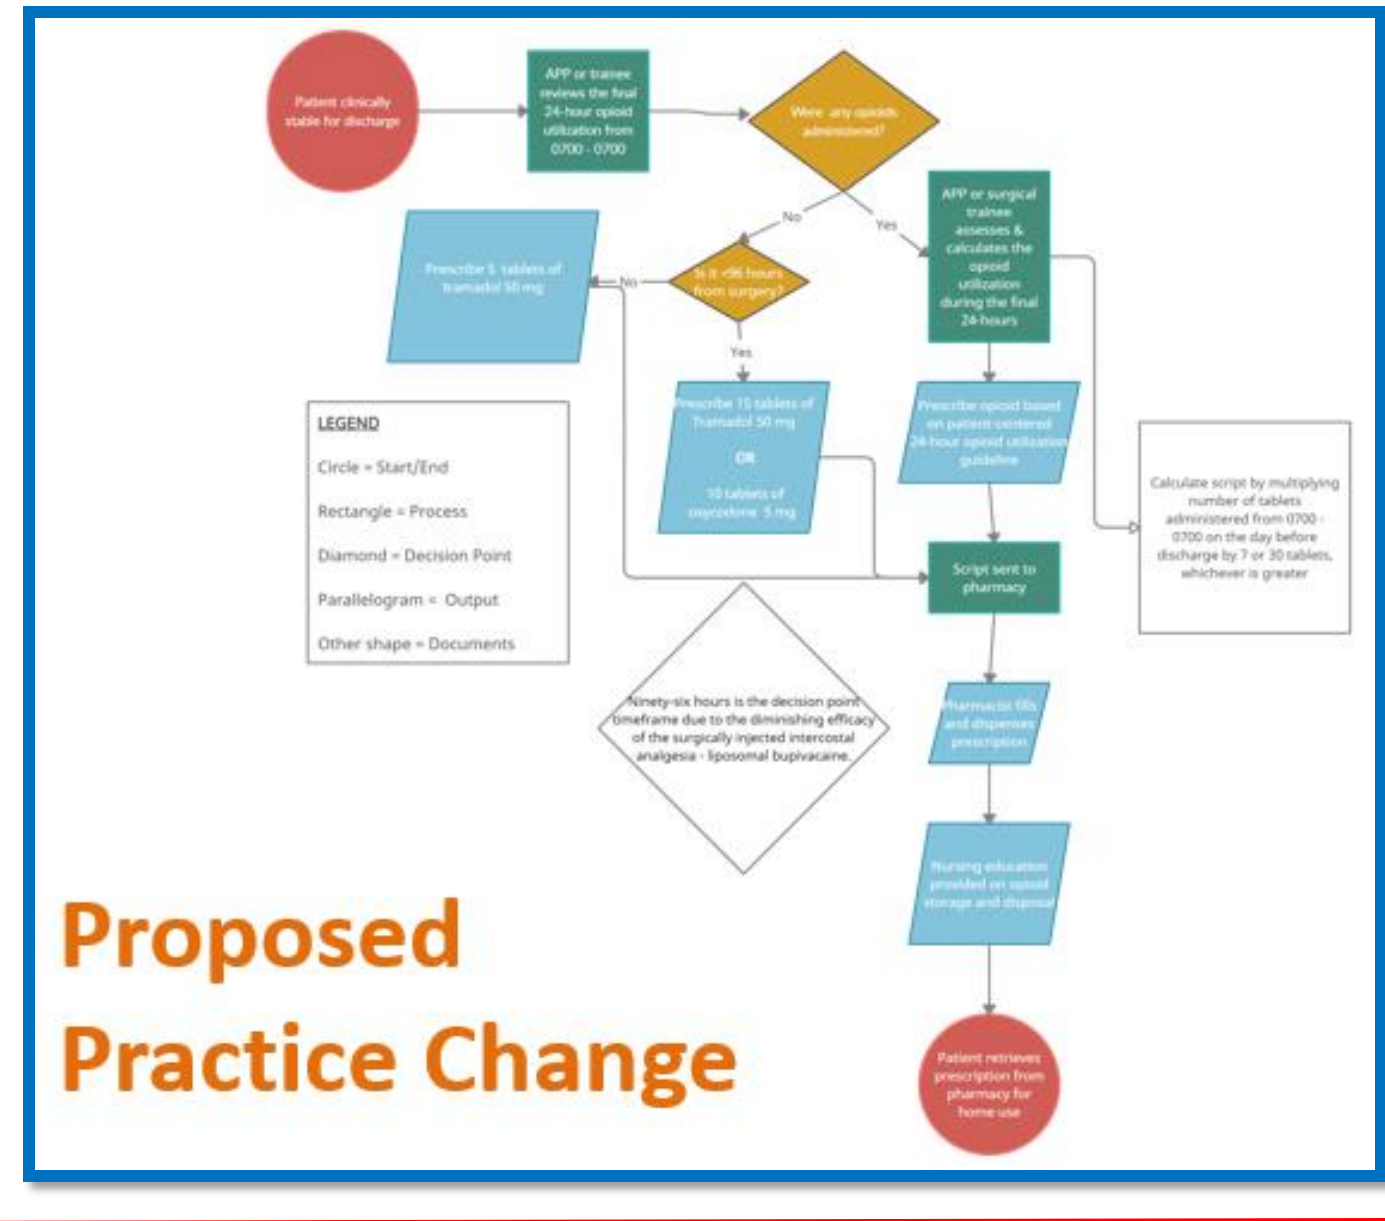 Patient clinically
stable for discharge
APP or trainee
reviews the final
24-hour opioid
utilization from
0700 - 0700
Were any opioids
administered?
No
Yes
APP or surgical
trainee
assesses &
calculates the
opioid
utilization
during the final
24-hours
Prescribe 5 tablets of
tramadol 50 mg
No
Is it <96 hours
from surgery?
Yes
Prescribe 15 tablets of
Tramadol 50 mg
OR
10 tablets of
oxycodone 5 mg
Prescribe opioid based
on patient-centered
24-hour opioid utilization
guideline
LEGEND
Circle = Start/End
Rectangle = Process
Diamond = Decision Point
Parallelogram = Output
Other shape = Documents
Calculate script by multiplying
number of tablets
administered from 0700 -
0700 on the day before
discharge by 7 or 30 tablets,
whichever is greater
Script sent to
pharmacy
Ninety-six hours is the decision point
timeframe due to the diminishing efficacy
of the surgically injected intercostal
analgesia - liposomal bupivacaine.
Pharmacist fills
and dispenses
prescription
Nursing education
provided on opioid
storage and disposal
Patient retrieves
prescription from
pharmacy for
home use
Proposed
Practice Change